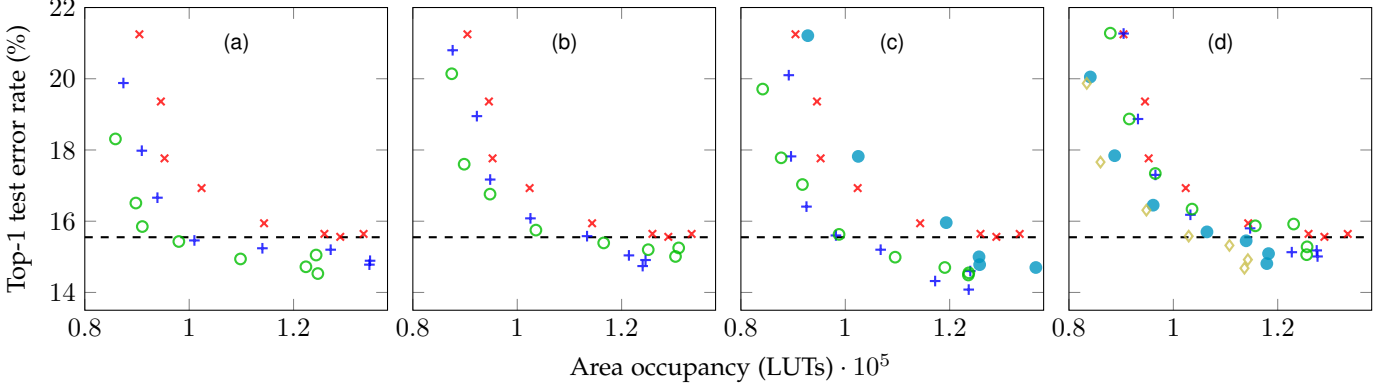 Top-1 test error rate (%)
22
20
18
16
14
(a)
(b)
(c)
(d)
0.8 1 1.2 0.8 1 1.2 0.8 1 1.2 0.8 1 1.2
Area occupancy (LUTs) · 10⁵